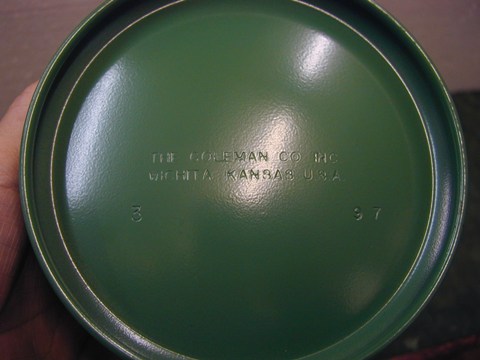 THE COLEMAN CO. INC.
WICHITA, KANSAS U.S.A.
3 97